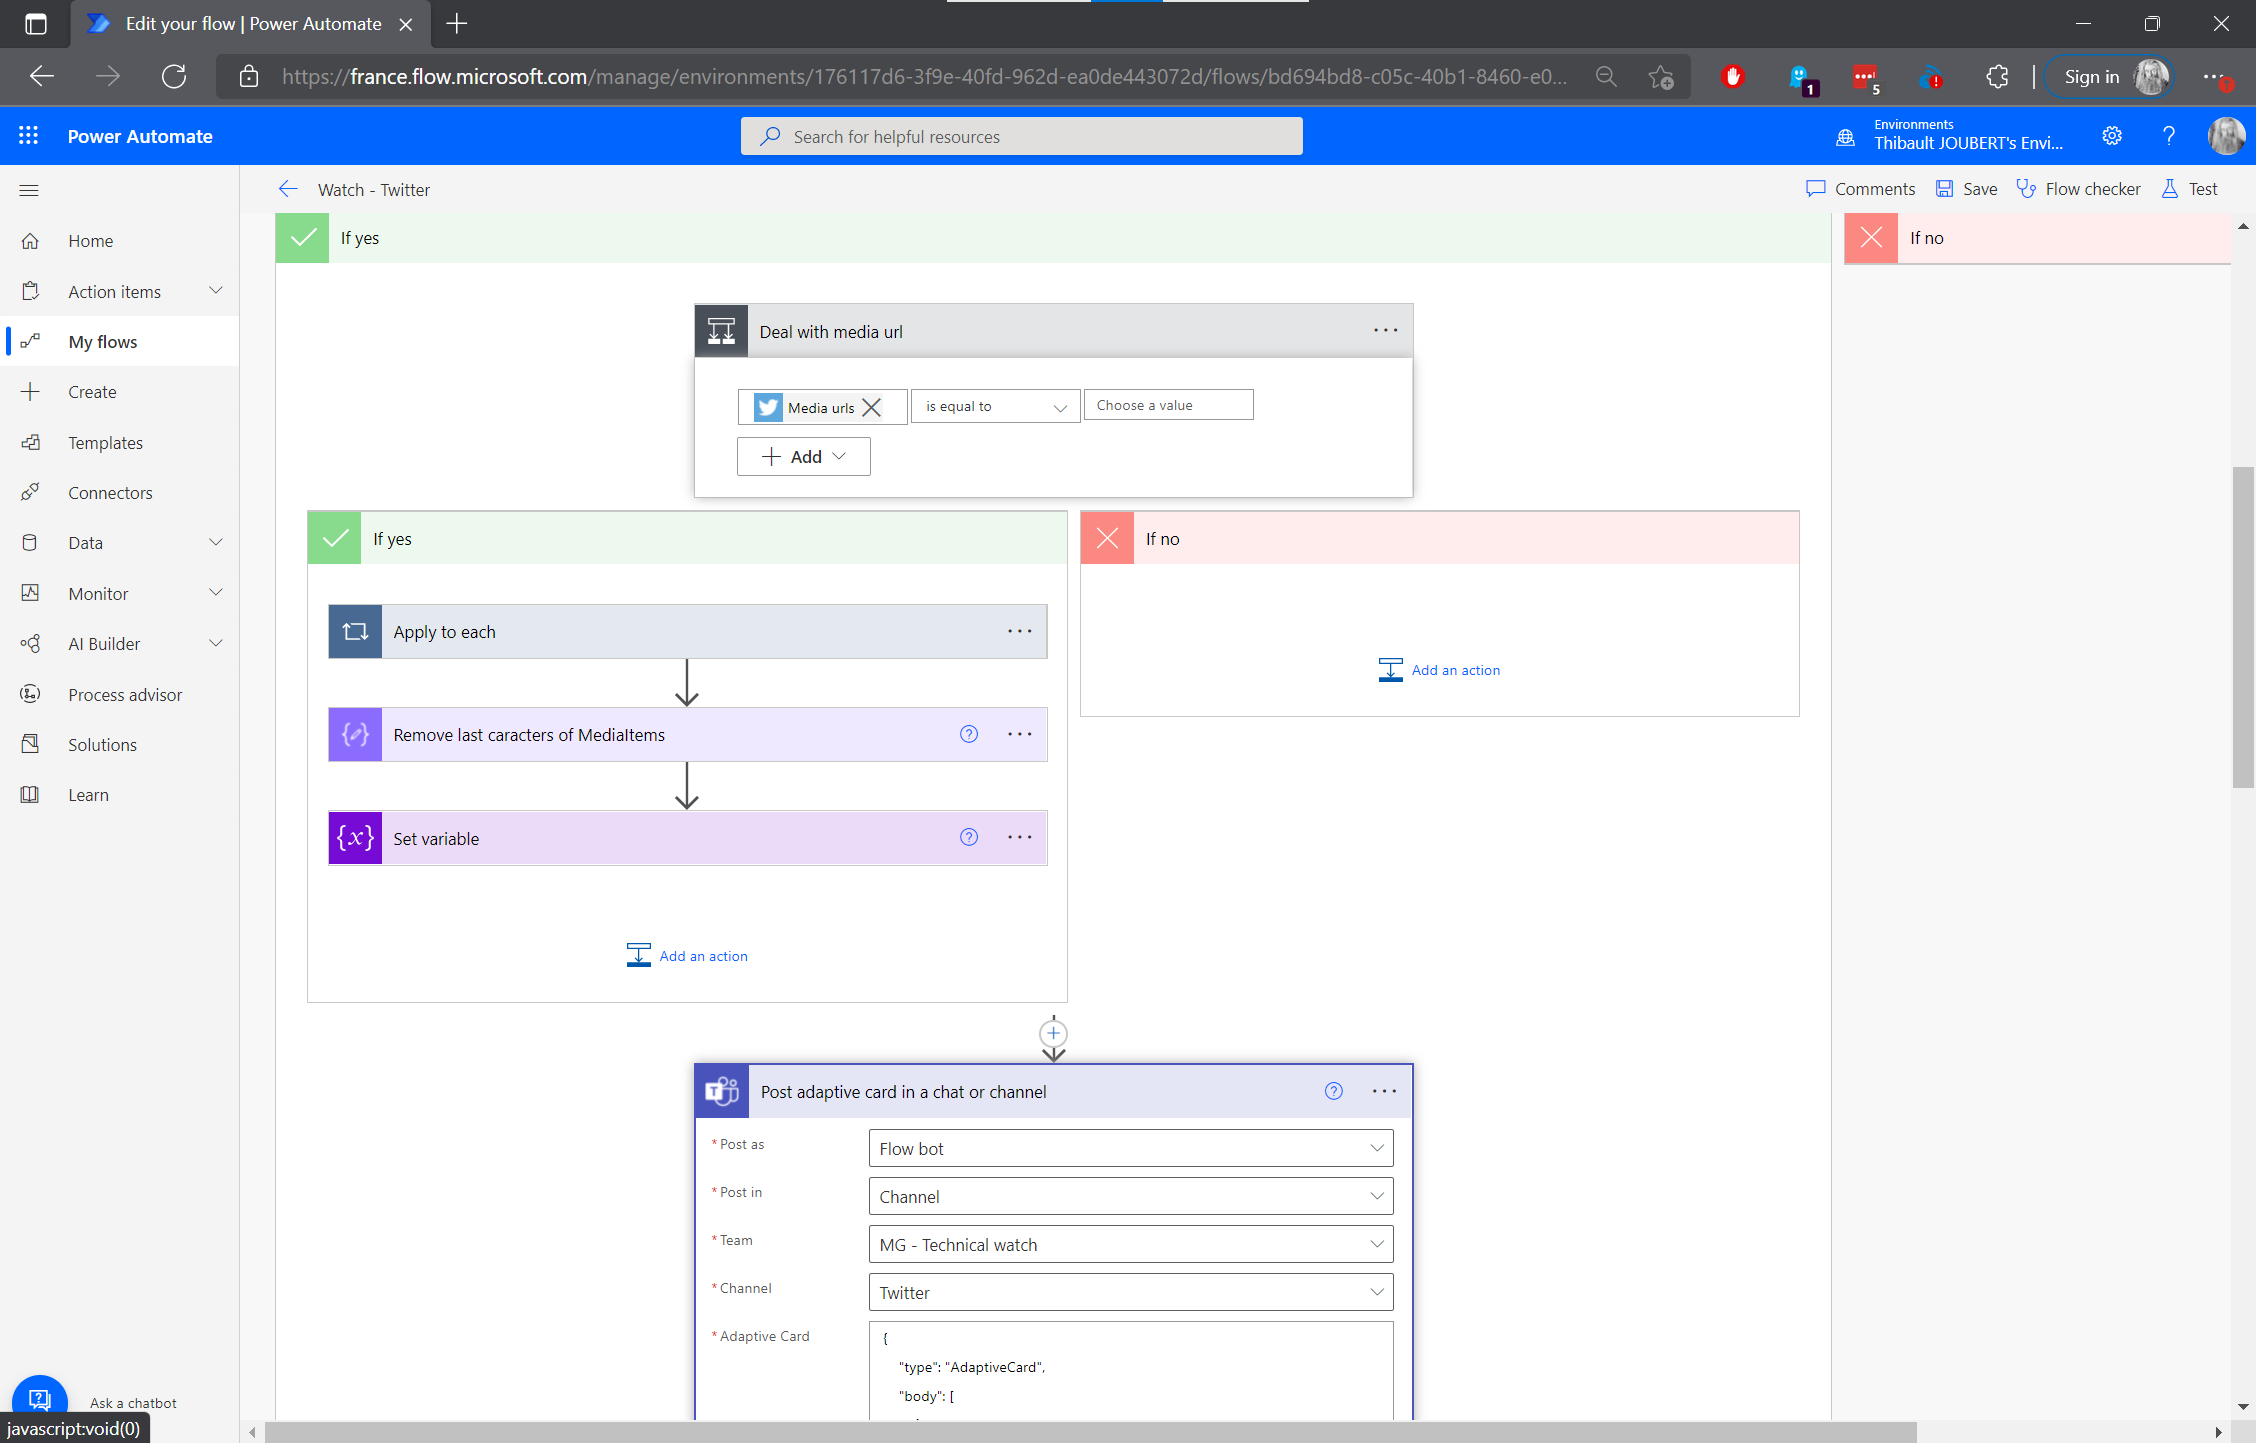 Edit your flow | Power Automate
https://france.flow.microsoft.com/manage/environments/176117d6-3f9e-40fd-962d-ea0de443072d/flows/bd694bd8-c05c-40b1-8460-e0...
1
5
Sign in
Power Automate
Search for helpful resources
Environments
Thibault JOUBERT's Envi...
Watch - Twitter
Comments
Save
Flow checker
Test
Home
Action items
My flows
Create
Templates
Connectors
Data
Monitor
AI Builder
Process advisor
Solutions
Learn
Ask a chatbot
javascript:void(0)
If yes
If no
Deal with media url
Media urls
is equal to
Choose a value
Add
If yes
If no
Apply to each
Add an action
Remove last caracters of MediaItems
{x}
Set variable
Add an action
Post adaptive card in a chat or channel
* Post as
Flow bot
* Post in
Channel
* Team
MG - Technical watch
* Channel
Twitter
* Adaptive Card
{
"type": "AdaptiveCard",
"body": [